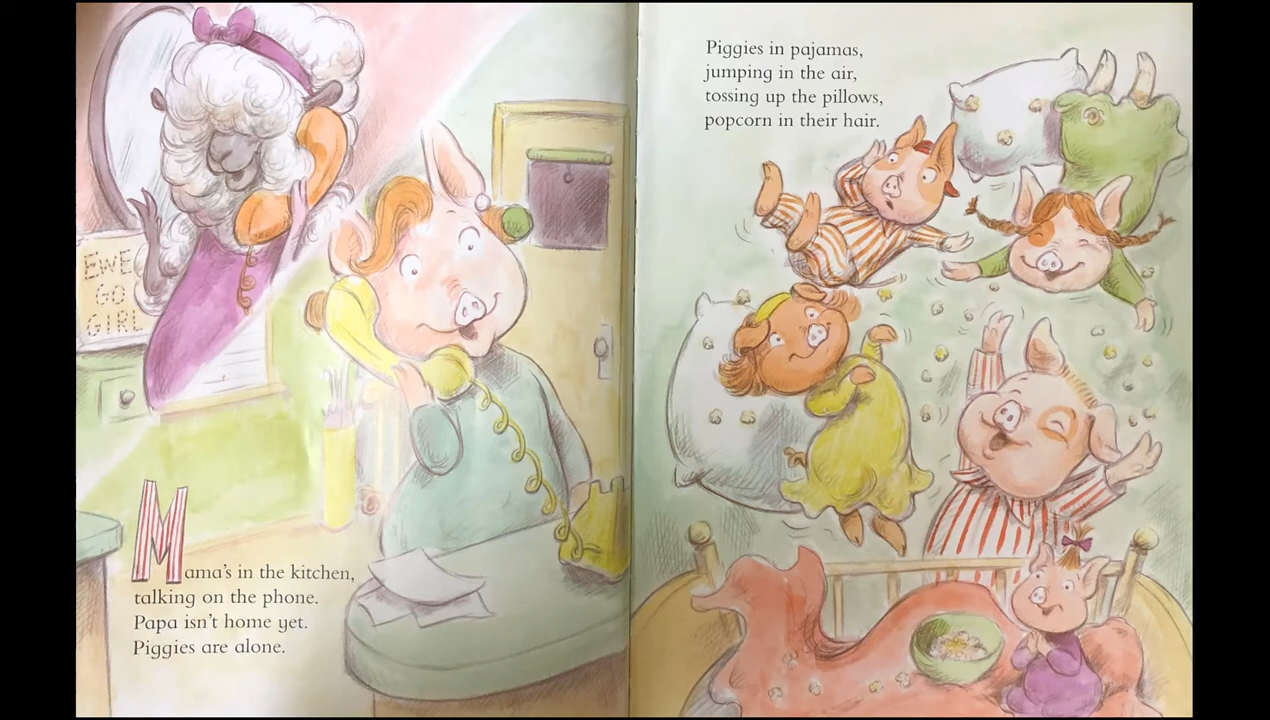 EWE
GO
GIRL
Mama's in the kitchen,
talking on the phone.
Papa isn't home yet.
Piggies are alone.
Piggies in pajamas,
jumping in the air,
tossing up the pillows,
popcorn in their hair.